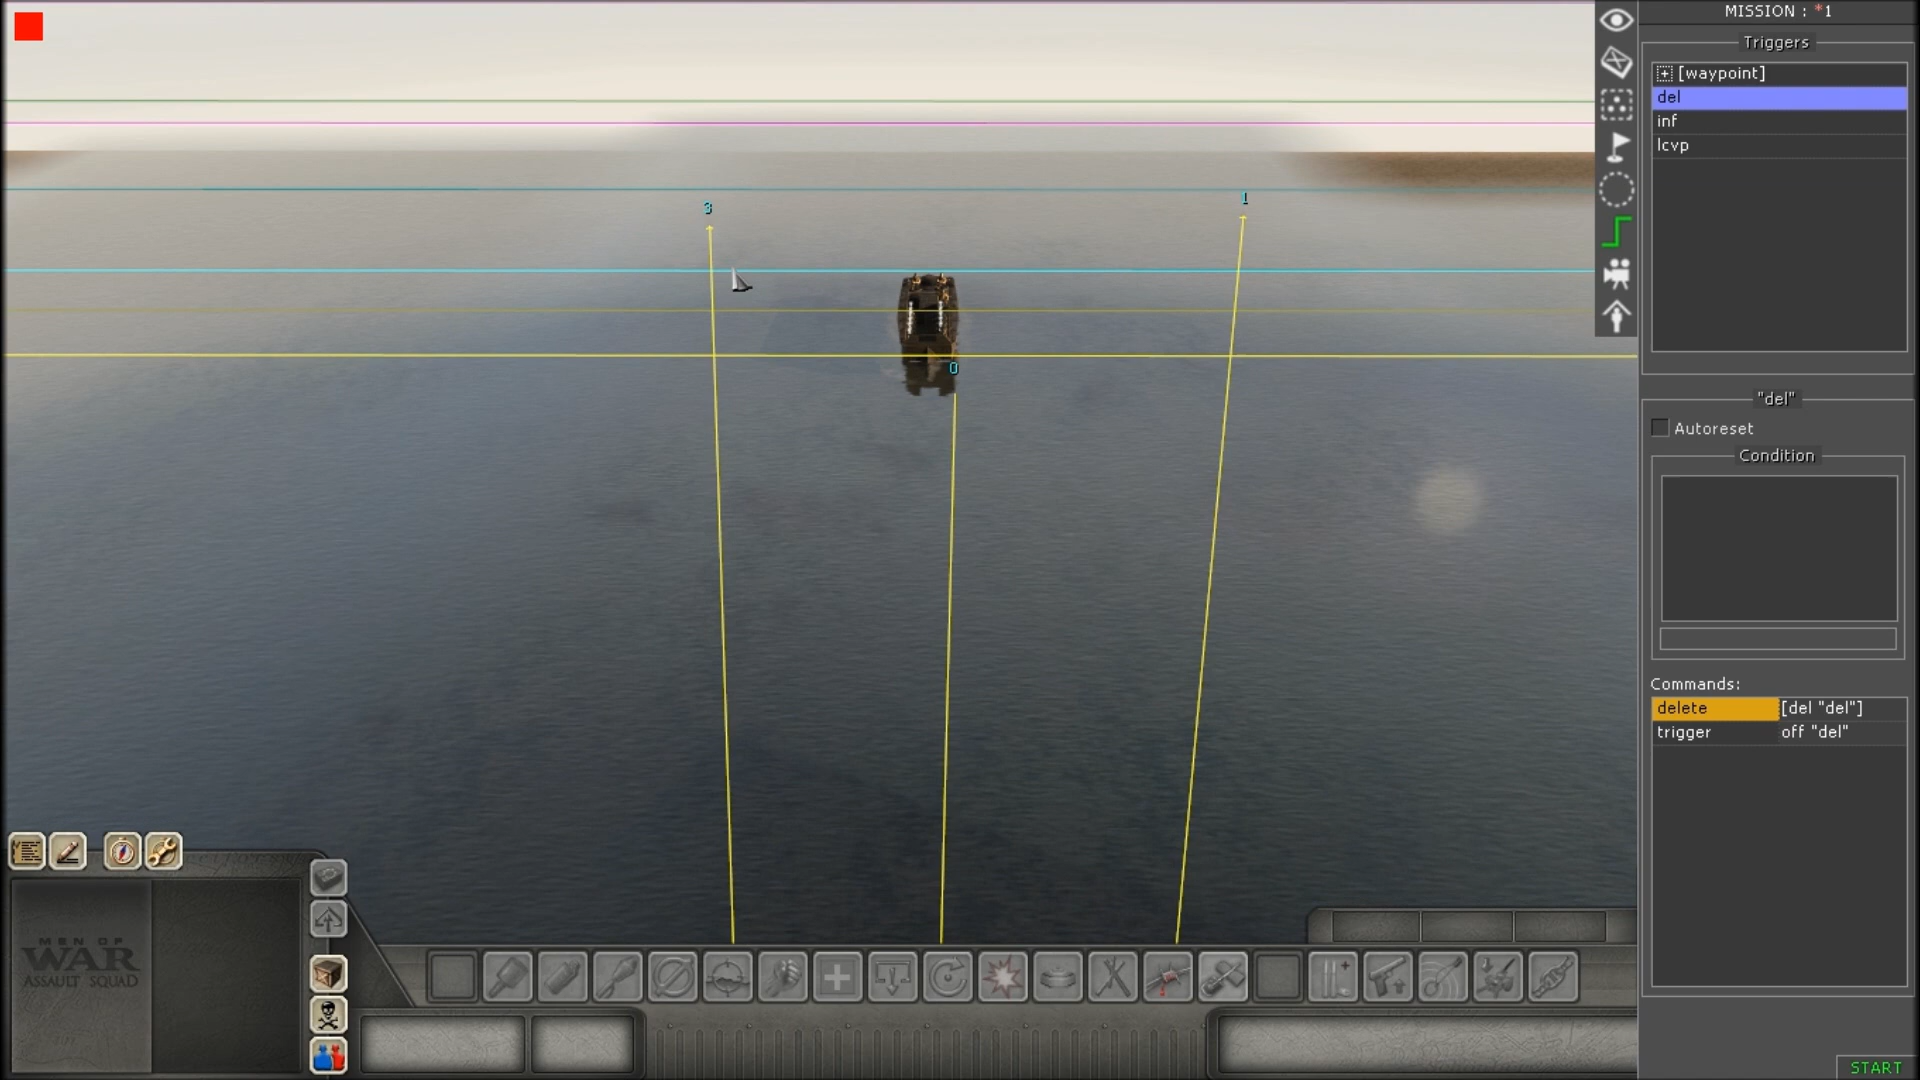 MISSION : *1
Triggers
[waypoint]
del
inf
lcvp
3
1
0
"del"
Autoreset
Condition
Commands:
delete [del "del"]
trigger off "del"
MEN OF
WAR
ASSAULT SQUAD
START